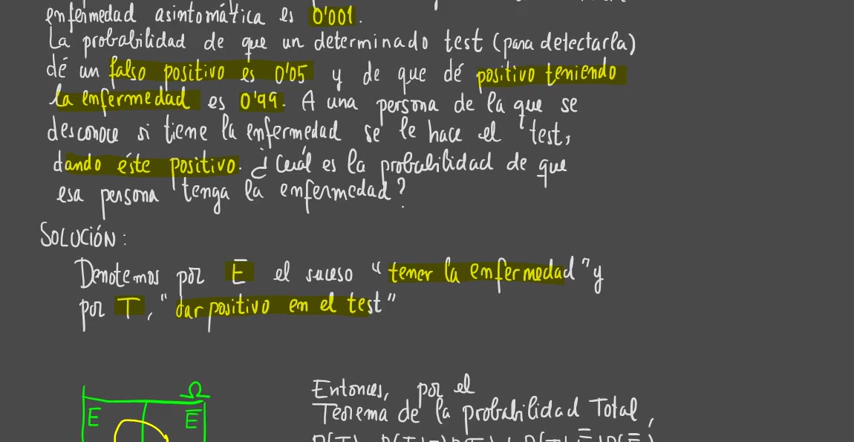 enfermedad asintomática es 0'001.
La probabilidad de que un determinado test (para detectarla)
dé un falso positivo es 0'05 y de que dé positivo teniendo
la enfermedad es 0'99. A una persona de la que se
desconoce si tiene la enfermedad se le hace el test,
dando éste positivo. ¿Cuál es la probabilidad de que
esa persona tenga la enfermedad?
SOLUCIÓN:
Denotemos por E el suceso "tener la enfermedad" y
por T, "dar positivo en el test"
Ω
E Ē
Entonces, por el
Teorema de la probabilidad Total,